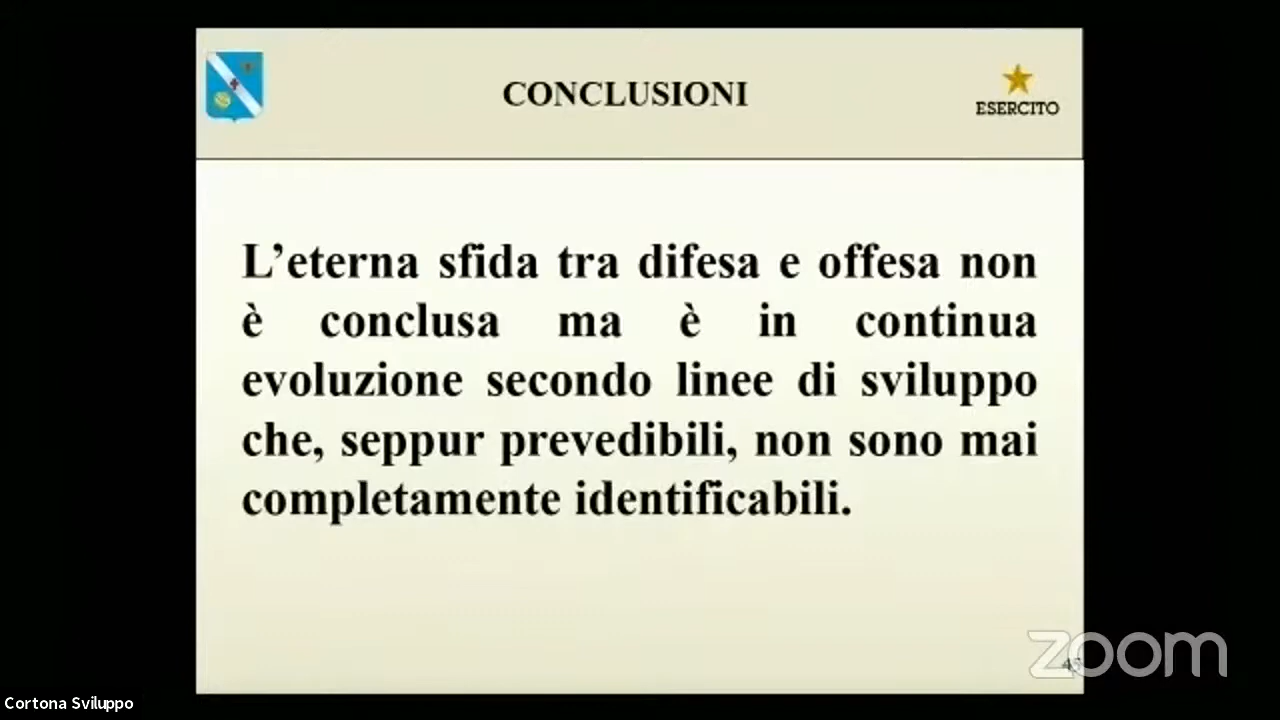 CONCLUSIONI
ESERCITO
L’eterna sfida tra difesa e offesa non
è conclusa ma è in continua
evoluzione secondo linee di sviluppo
che, seppur prevedibili, non sono mai
completamente identificabili.
zoom
Cortona Sviluppo